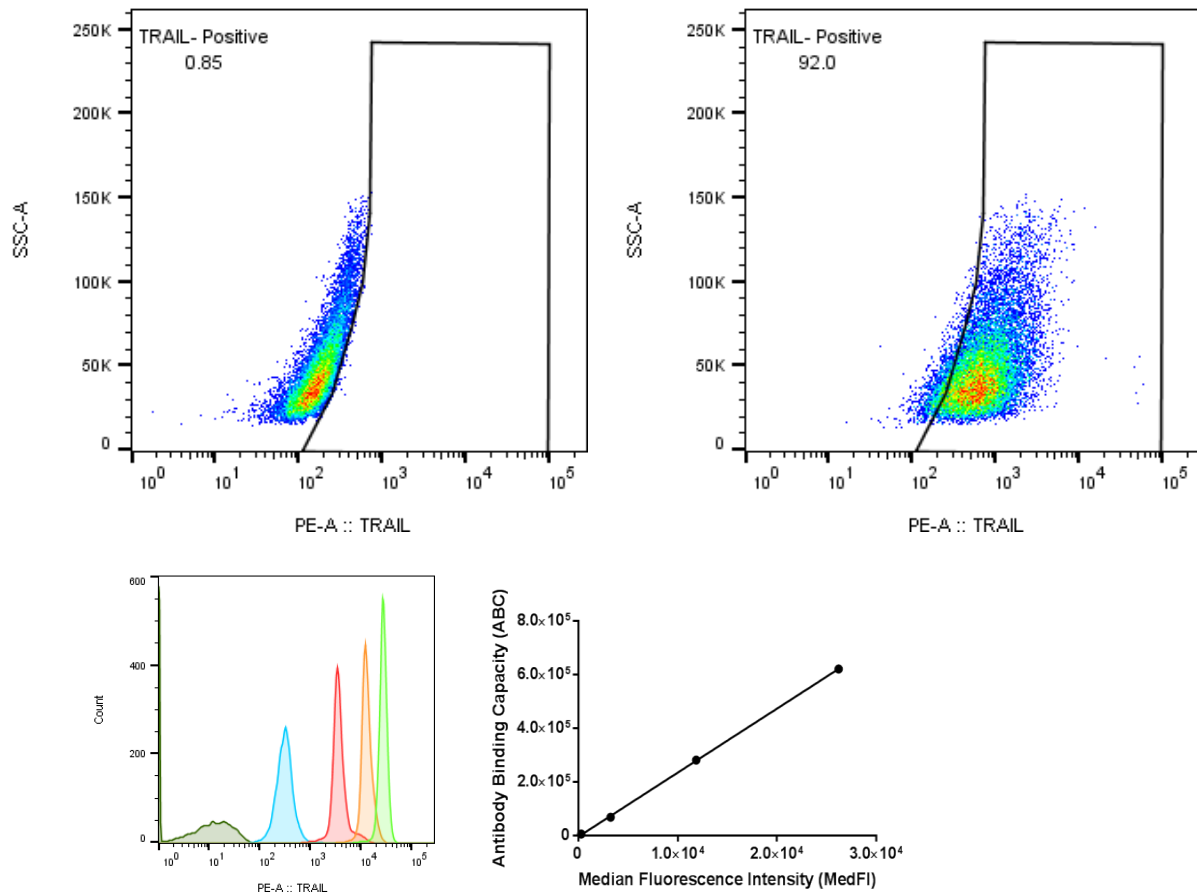 TRAIL- Positive
0.85
250K
200K
150K
100K
50K
0
SSC-A
10^0 10^1 10^2 10^3 10^4 10^5
PE-A :: TRAIL
TRAIL- Positive
92.0
250K
200K
150K
100K
50K
0
SSC-A
10^0 10^1 10^2 10^3 10^4 10^5
PE-A :: TRAIL
600
400
200
0
Count
10^0 10^1 10^2 10^3 10^4 10^5
PE-A :: TRAIL
Antibody Binding Capacity (ABC)
8.0×10^5
6.0×10^5
4.0×10^5
2.0×10^5
0
0 1.0×10^4 2.0×10^4 3.0×10^4
Median Fluorescence Intensity (MedFI)